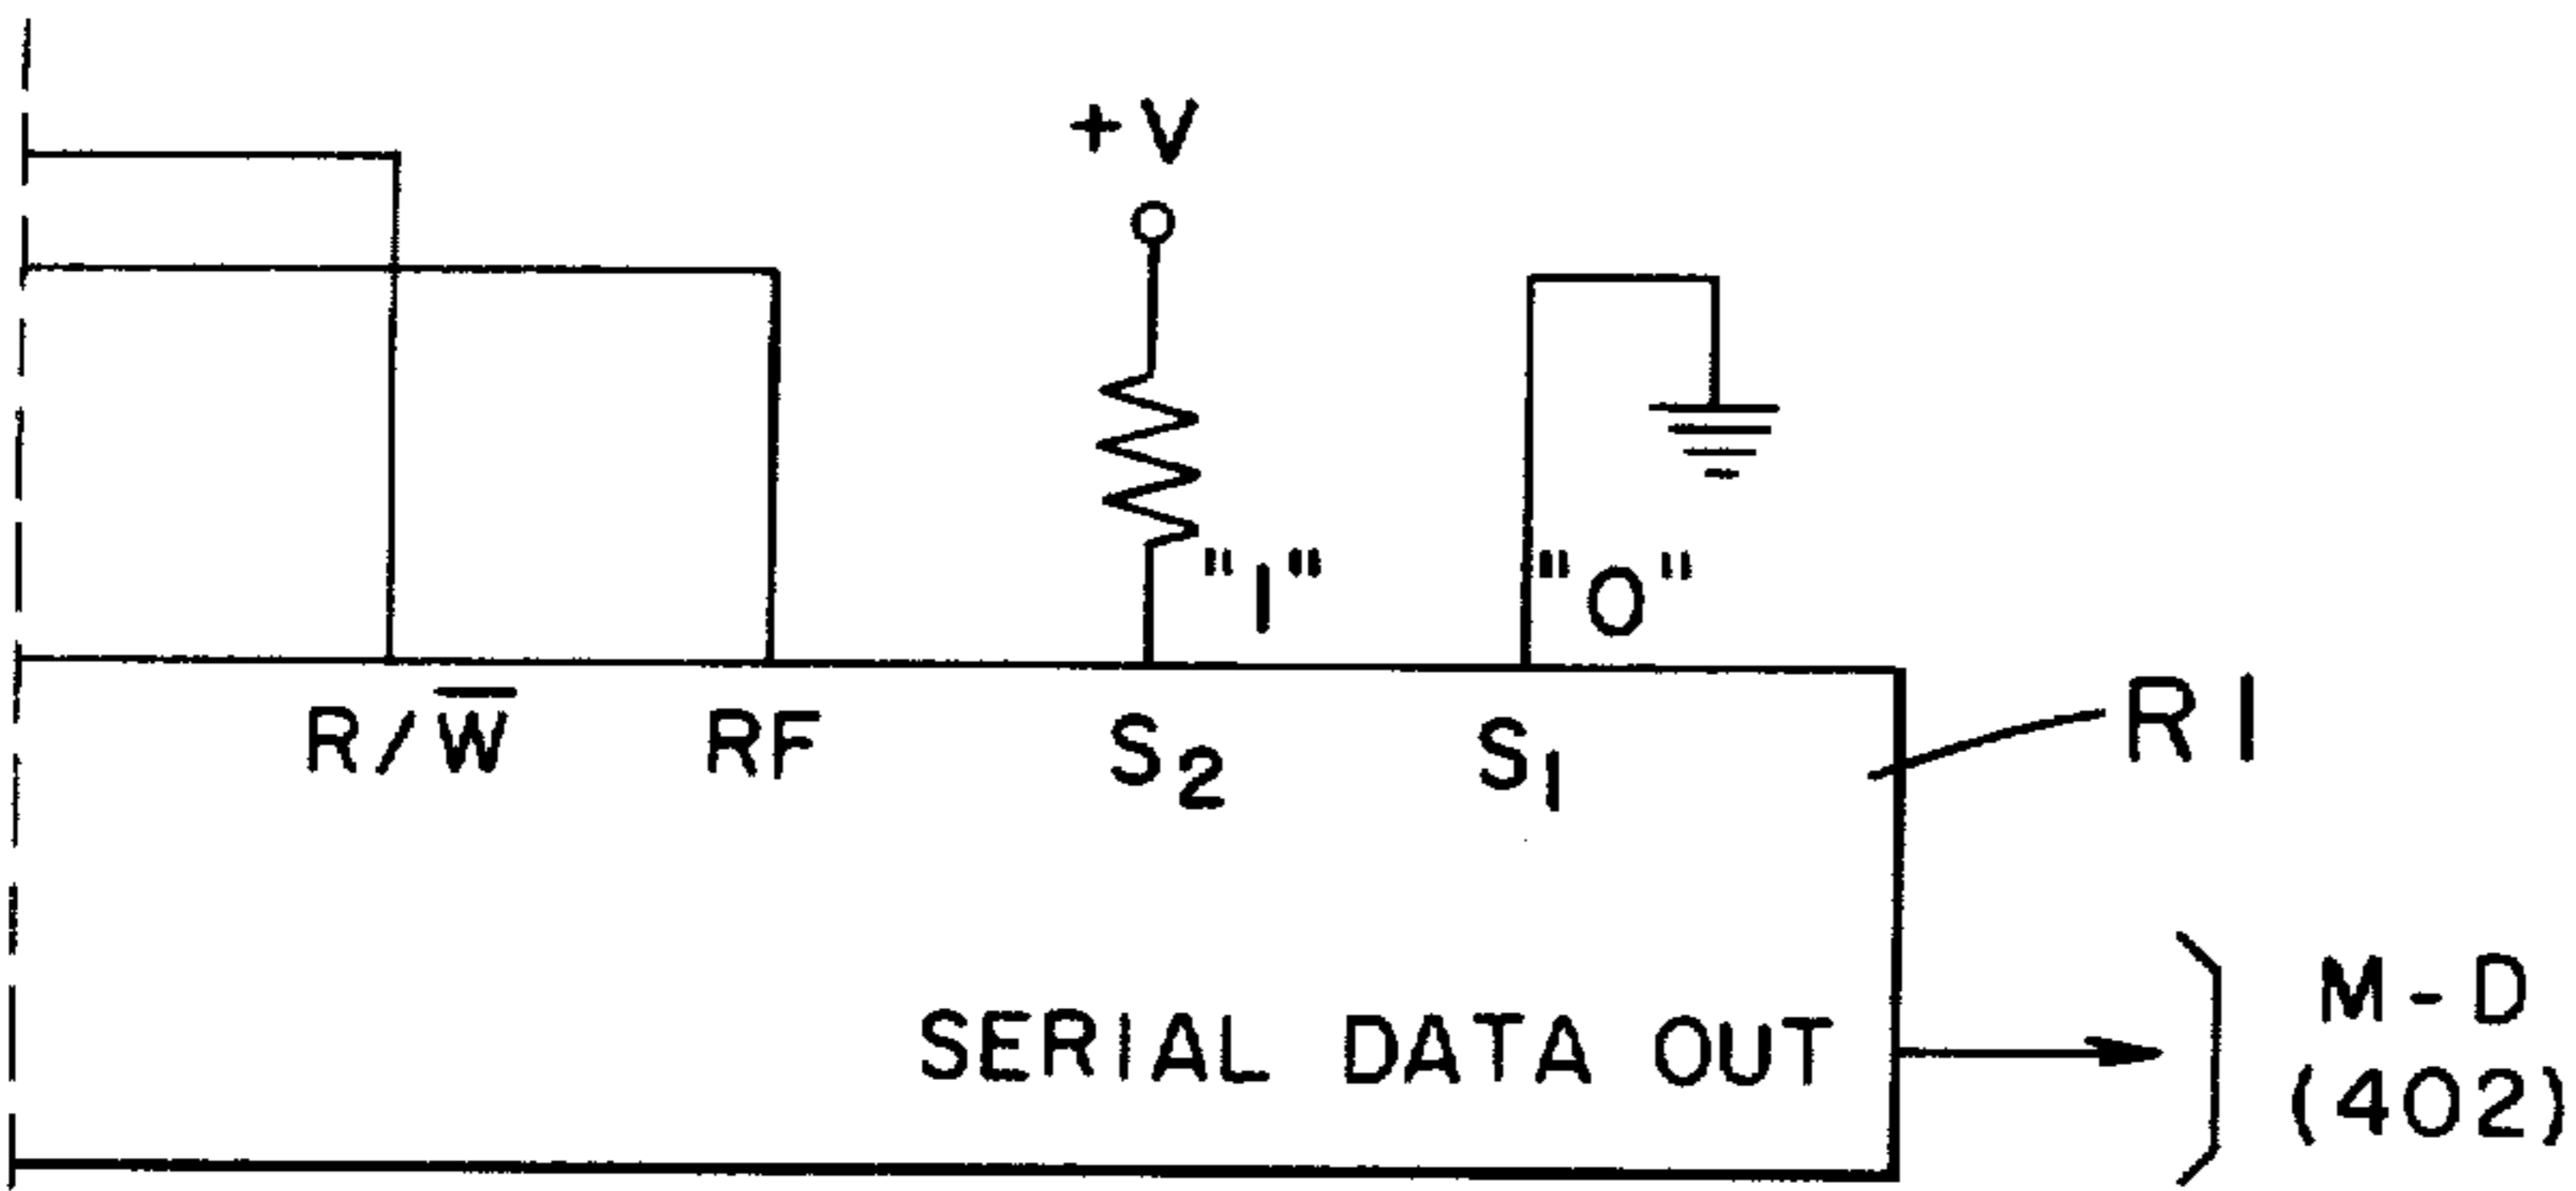 +V
"1" "0"
R/W̅ RF S₂ S₁ R1
SERIAL DATA OUT
M-D
(402)